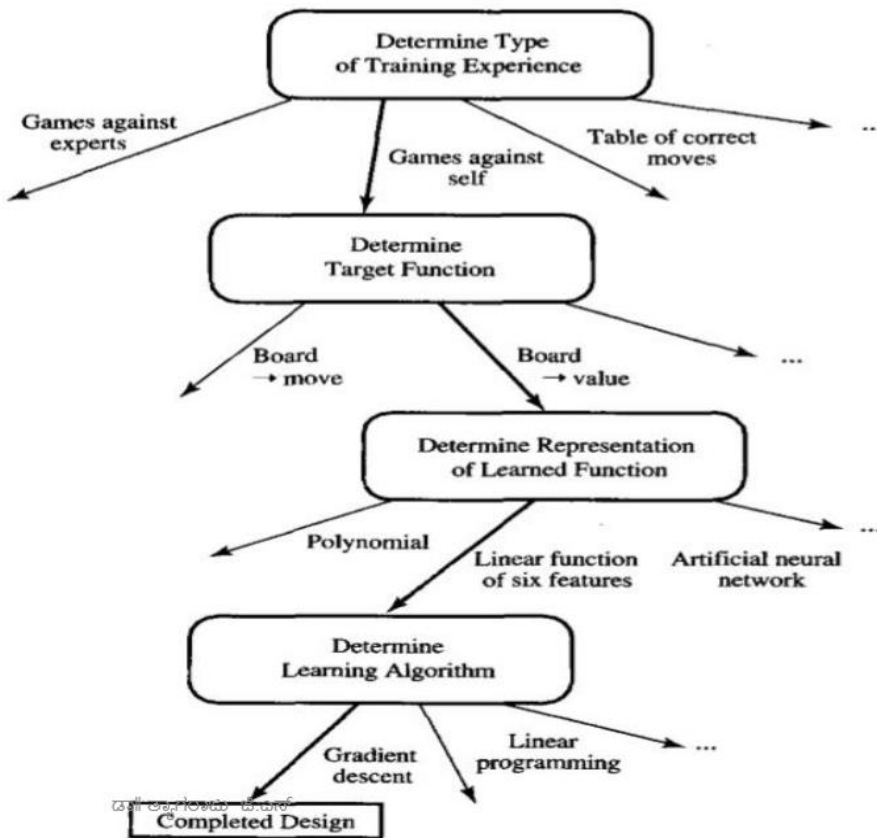 Determine Type
of Training Experience
Games against
experts
Games against
self
Table of correct
moves
...
Determine
Target Function
Board
→ move
Board
→ value
...
Determine Representation
of Learned Function
Polynomial
Linear function
of six features
Artificial neural
network
...
Determine
Learning Algorithm
Gradient
descent
Linear
programming
...
Completed Design